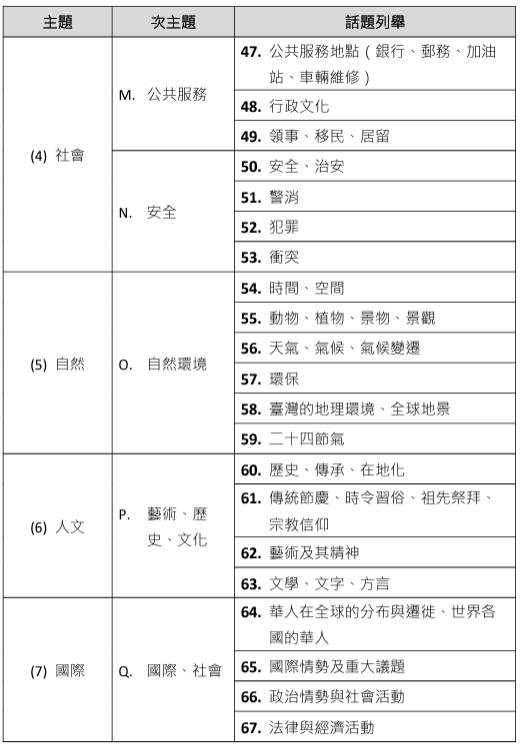 主題 次主題 話題列舉
(4) 社會
M. 公共服務
47. 公共服務地點（銀行、郵務、加油
站、車輛維修）
48. 行政文化
49. 領事、移民、居留
N. 安全
50. 安全、治安
51. 警消
52. 犯罪
53. 衝突
(5) 自然
O. 自然環境
54. 時間、空間
55. 動物、植物、景物、景觀
56. 天氣、氣候、氣候變遷
57. 環保
58. 臺灣的地理環境、全球地景
59. 二十四節氣
(6) 人文
P. 藝術、歷
史、文化
60. 歷史、傳承、在地化
61. 傳統節慶、時令習俗、祖先祭拜、
宗教信仰
62. 藝術及其精神
63. 文學、文字、方言
(7) 國際
Q. 國際、社會
64. 華人在全球的分布與遷徙、世界各
國的華人
65. 國際情勢及重大議題
66. 政治情勢與社會活動
67. 法律與經濟活動